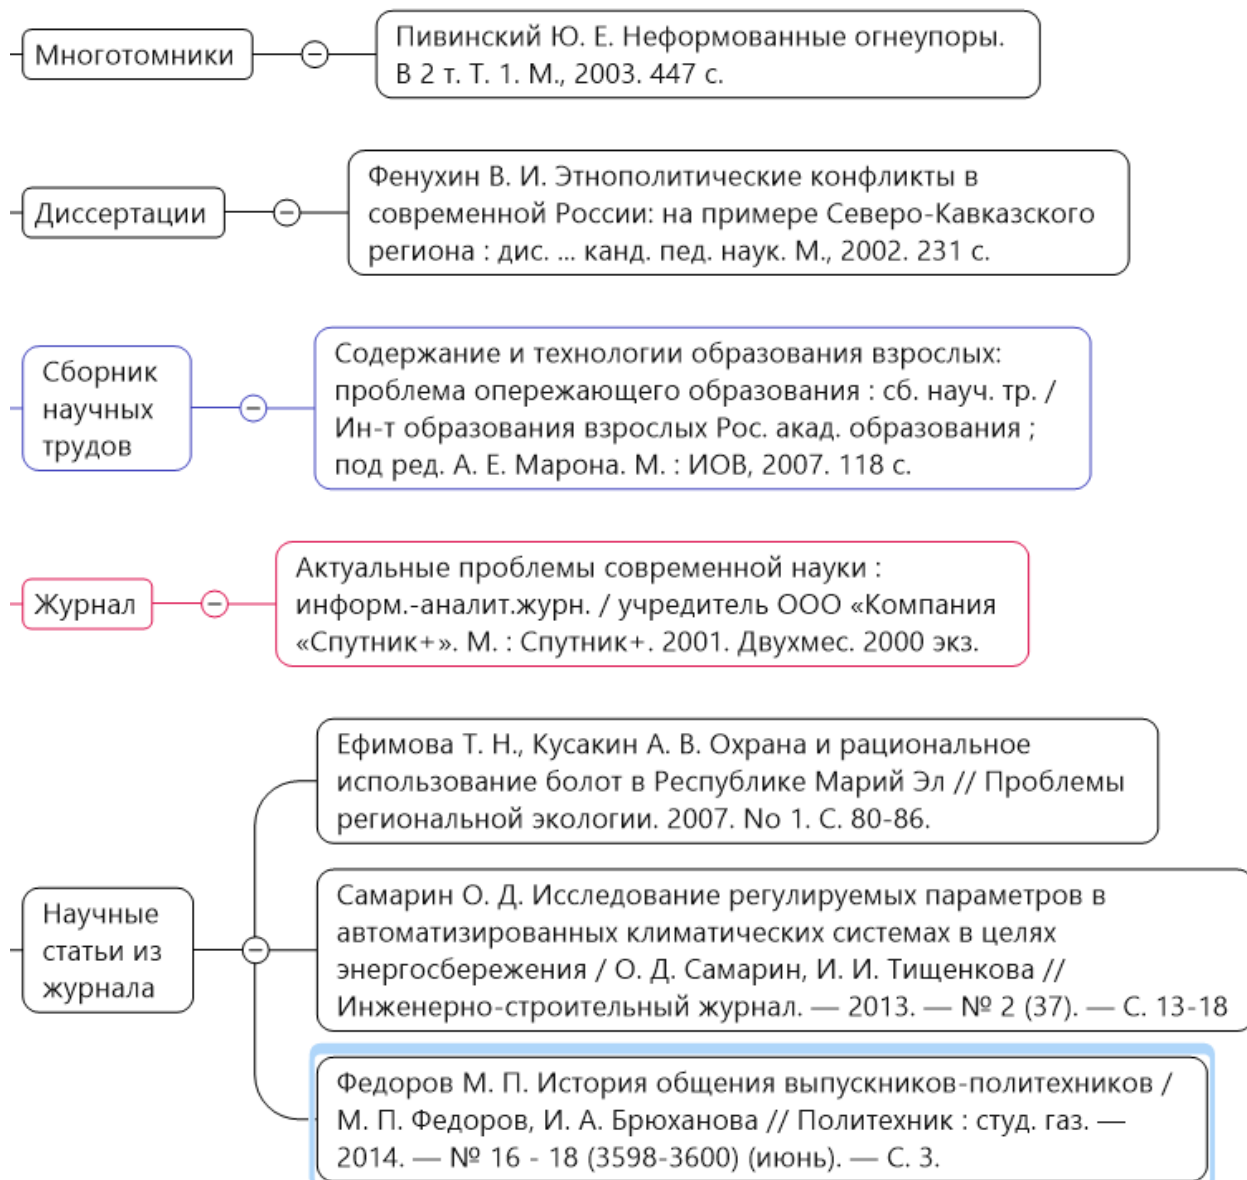 Многотомники
Пивинский Ю. Е. Неформованные огнеупоры.
В 2 т. Т. 1. М., 2003. 447 с.
Диссертации
Фенухин В. И. Этнополитические конфликты в
современной России: на примере Северо-Кавказского
региона : дис. ... канд. пед. наук. М., 2002. 231 с.
Сборник
научных
трудов
Содержание и технологии образования взрослых:
проблема опережающего образования : сб. науч. тр. /
Ин-т образования взрослых Рос. акад. образования ;
под ред. А. Е. Марона. М. : ИОВ, 2007. 118 с.
Журнал
Актуальные проблемы современной науки :
информ.-аналит.журн. / учредитель ООО «Компания
«Спутник+». М. : Спутник+. 2001. Двухмес. 2000 экз.
Научные
статьи из
журнала
Ефимова Т. Н., Кусакин А. В. Охрана и рациональное
использование болот в Республике Марий Эл // Проблемы
региональной экологии. 2007. No 1. С. 80-86.
Самарин О. Д. Исследование регулируемых параметров в
автоматизированных климатических системах в целях
энергосбережения / О. Д. Самарин, И. И. Тищенкова //
Инженерно-строительный журнал. — 2013. — № 2 (37). — С. 13-18
Федоров М. П. История общения выпускников-политехников /
М. П. Федоров, И. А. Брюханова // Политехник : студ. газ. —
2014. — № 16 - 18 (3598-3600) (июнь). — С. 3.